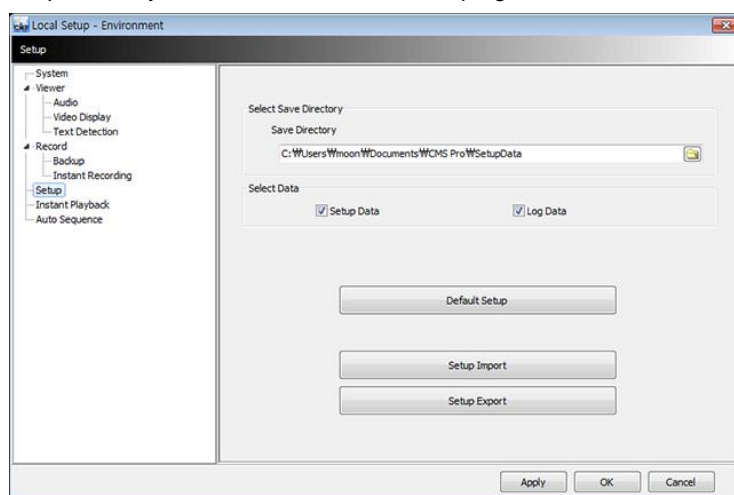 Local Setup - Environment
Setup
System
Viewer
Audio
Video Display
Text Detection
Record
Backup
Instant Recording
Setup
Instant Playback
Auto Sequence
Select Save Directory
Save Directory
C:₩Users₩moon₩Documents₩CMS Pro₩SetupData
Select Data
Setup Data
Log Data
Default Setup
Setup Import
Setup Export
Apply
OK
Cancel